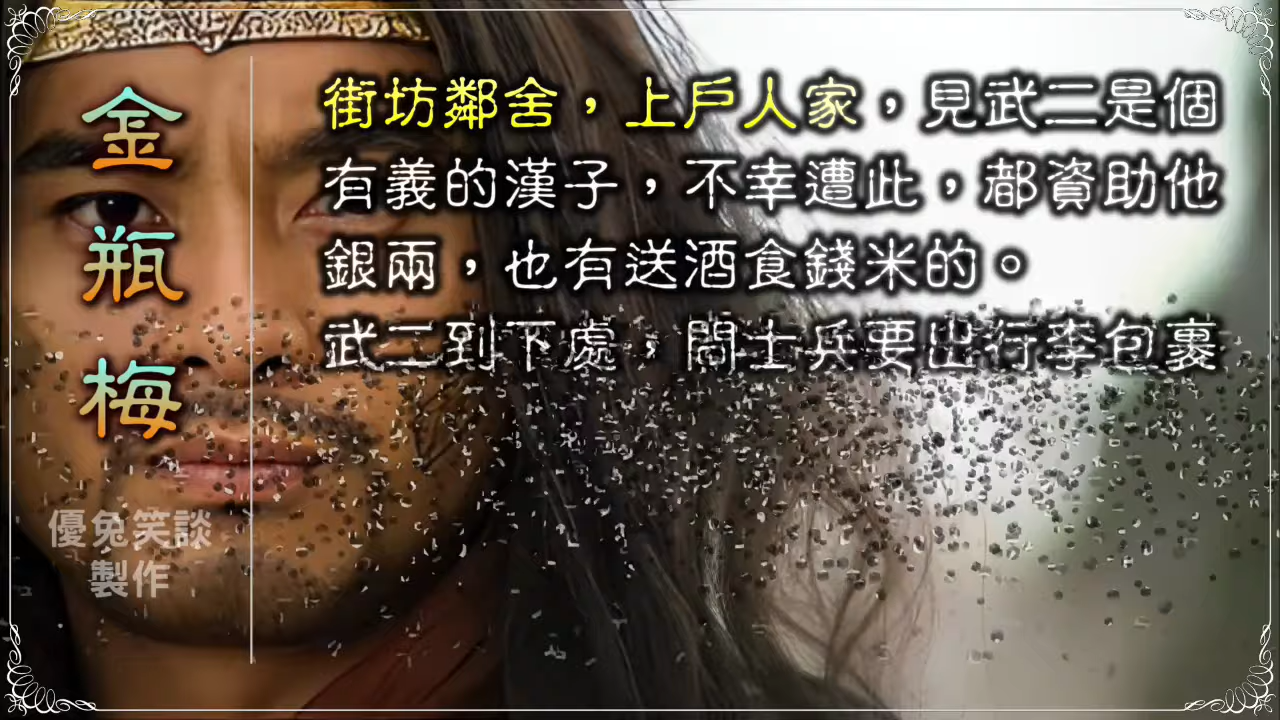 金瓶梅
優兔笑談
製作
街坊鄰舍，上戶人家，見武二是個
有義的漢子，不幸遭此，都資助他
銀兩，也有送酒食錢米的。
武二到下處，問士兵要出行李包裹